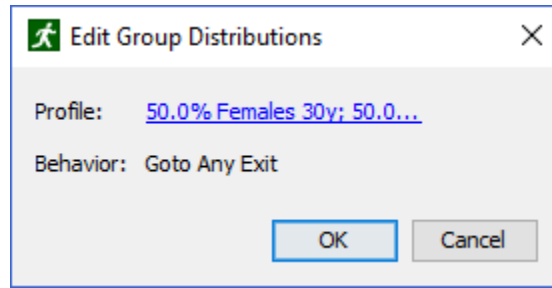 Edit Group Distributions
Profile: 50.0% Females 30y; 50.0...
Behavior: Goto Any Exit
OK Cancel